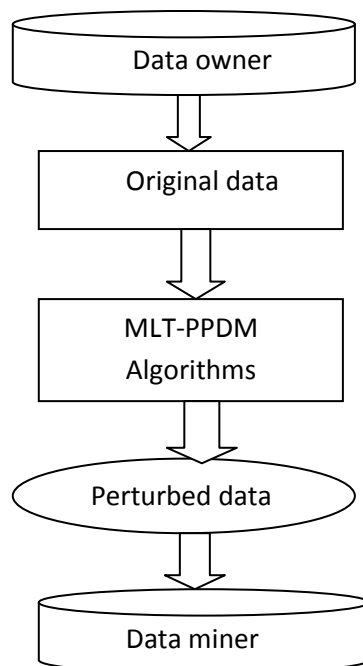 Data owner
Original data
MLT-PPDM
Algorithms
Perturbed data
Data miner